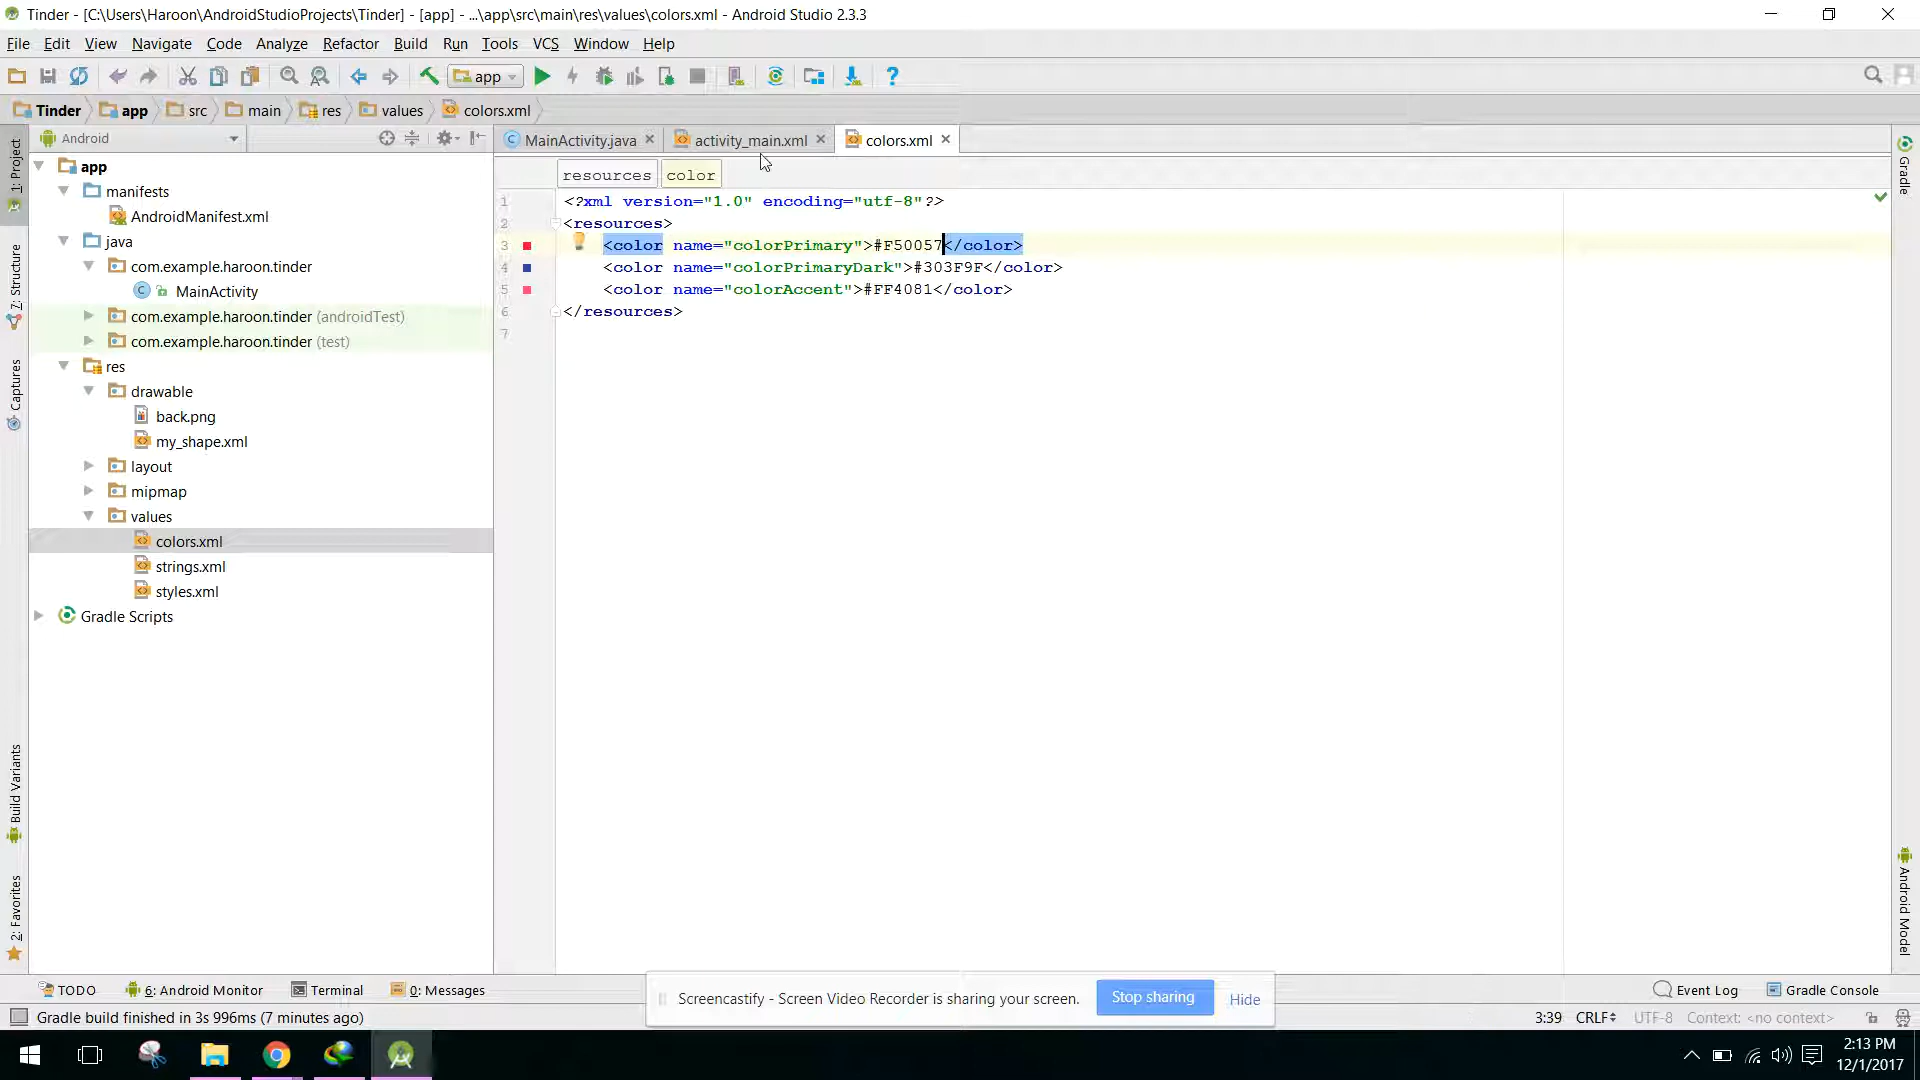 Tinder - [C:\Users\Haroon\AndroidStudioProjects\Tinder] - [app] - ...\app\src\main\res\values\colors.xml - Android Studio 2.3.3
File Edit View Navigate Code Analyze Refactor Build Run Tools VCS Window Help
app
Tinder app src main res values colors.xml
Android
MainActivity.java activity_main.xml colors.xml
resources color
1: Project
7: Structure
Captures
Build Variants
2: Favorites
app
manifests
AndroidManifest.xml
java
com.example.haroon.tinder
MainActivity
com.example.haroon.tinder (androidTest)
com.example.haroon.tinder (test)
res
drawable
back.png
my_shape.xml
layout
mipmap
values
colors.xml
strings.xml
styles.xml
Gradle Scripts
1 <?xml version="1.0" encoding="utf-8"?>
2 <resources>
3 <color name="colorPrimary">#F50057</color>
4 <color name="colorPrimaryDark">#303F9F</color>
5 <color name="colorAccent">#FF4081</color>
6 </resources>
7
Gradle
Android Model
TODO 6: Android Monitor Terminal 0: Messages
Screencastify - Screen Video Recorder is sharing your screen. Stop sharing Hide
Event Log Gradle Console
Gradle build finished in 3s 996ms (7 minutes ago)
3:39 CRLF UTF-8 Context: <no context>
2:13 PM
12/1/2017